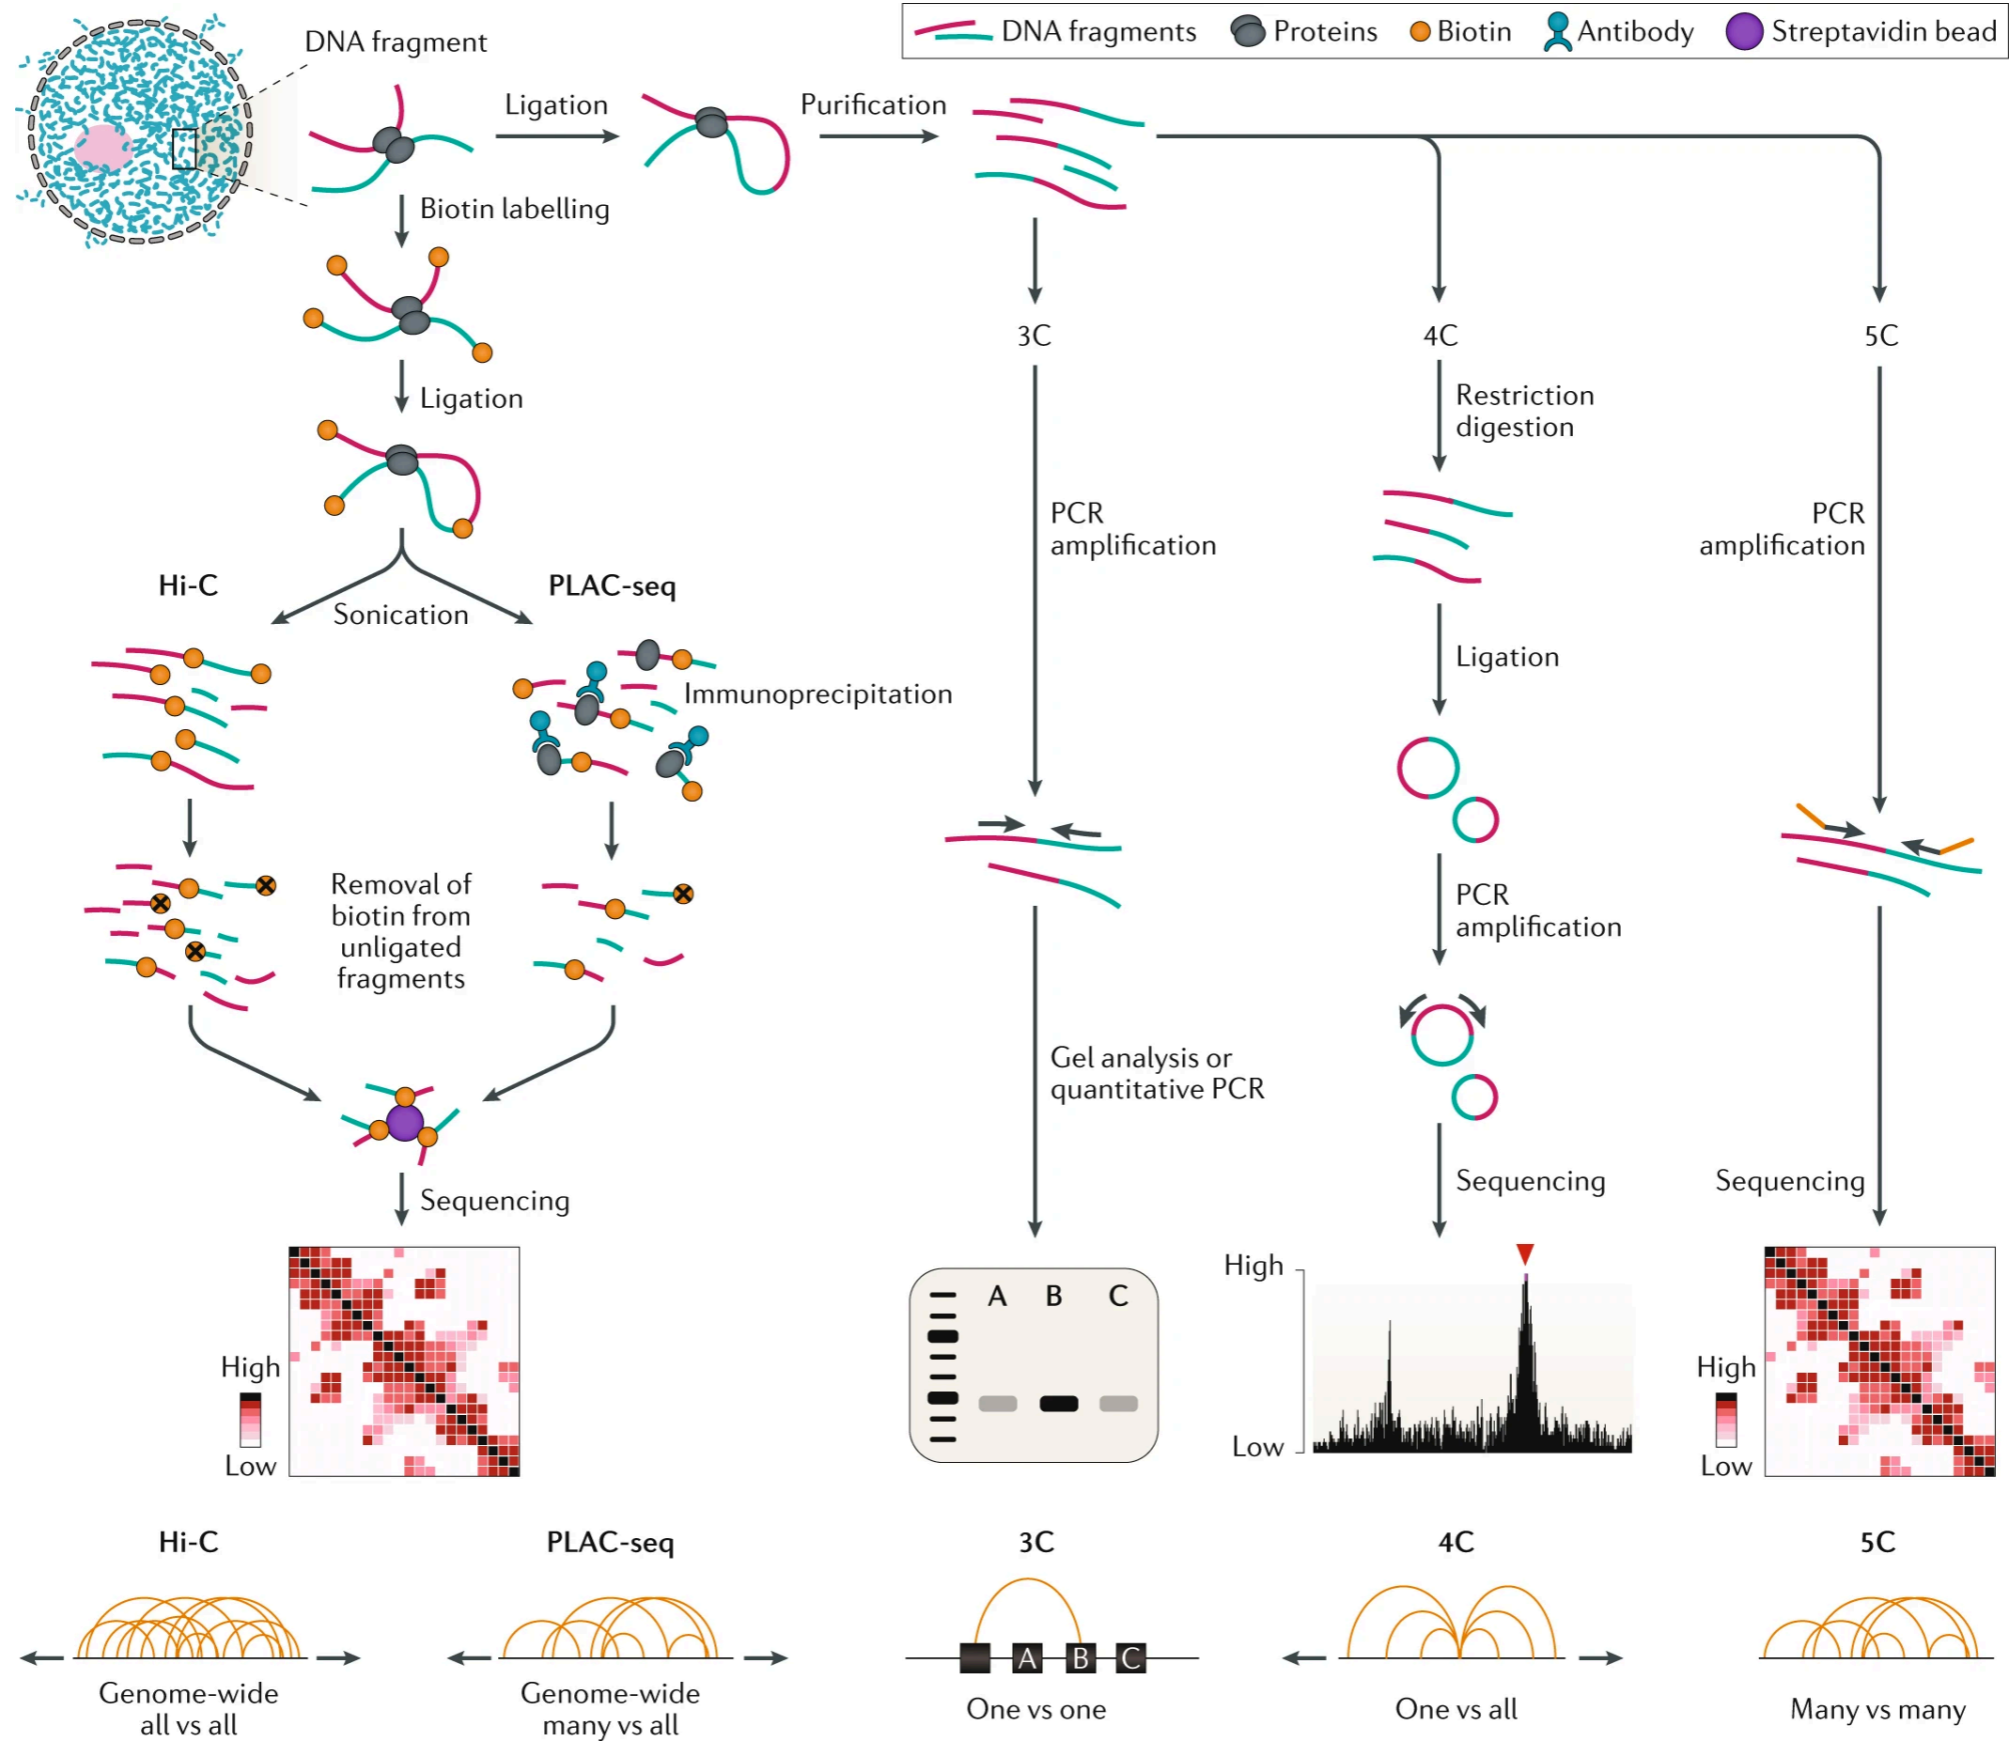 DNA fragments
Proteins
Biotin
Antibody
Streptavidin bead
DNA fragment
Ligation
Purification
Biotin labelling
Ligation
Hi-C
Sonication
PLAC-seq
Immunoprecipitation
Removal of
biotin from
unligated
fragments
Sequencing
High
Low
3C
PCR
amplification
Gel analysis or
quantitative PCR
A B C
4C
Restriction
digestion
Ligation
PCR
amplification
Sequencing
High
Low
5C
PCR
amplification
Sequencing
High
Low
Hi-C
Genome-wide
all vs all
PLAC-seq
Genome-wide
many vs all
3C
A B C
One vs one
4C
One vs all
5C
Many vs many